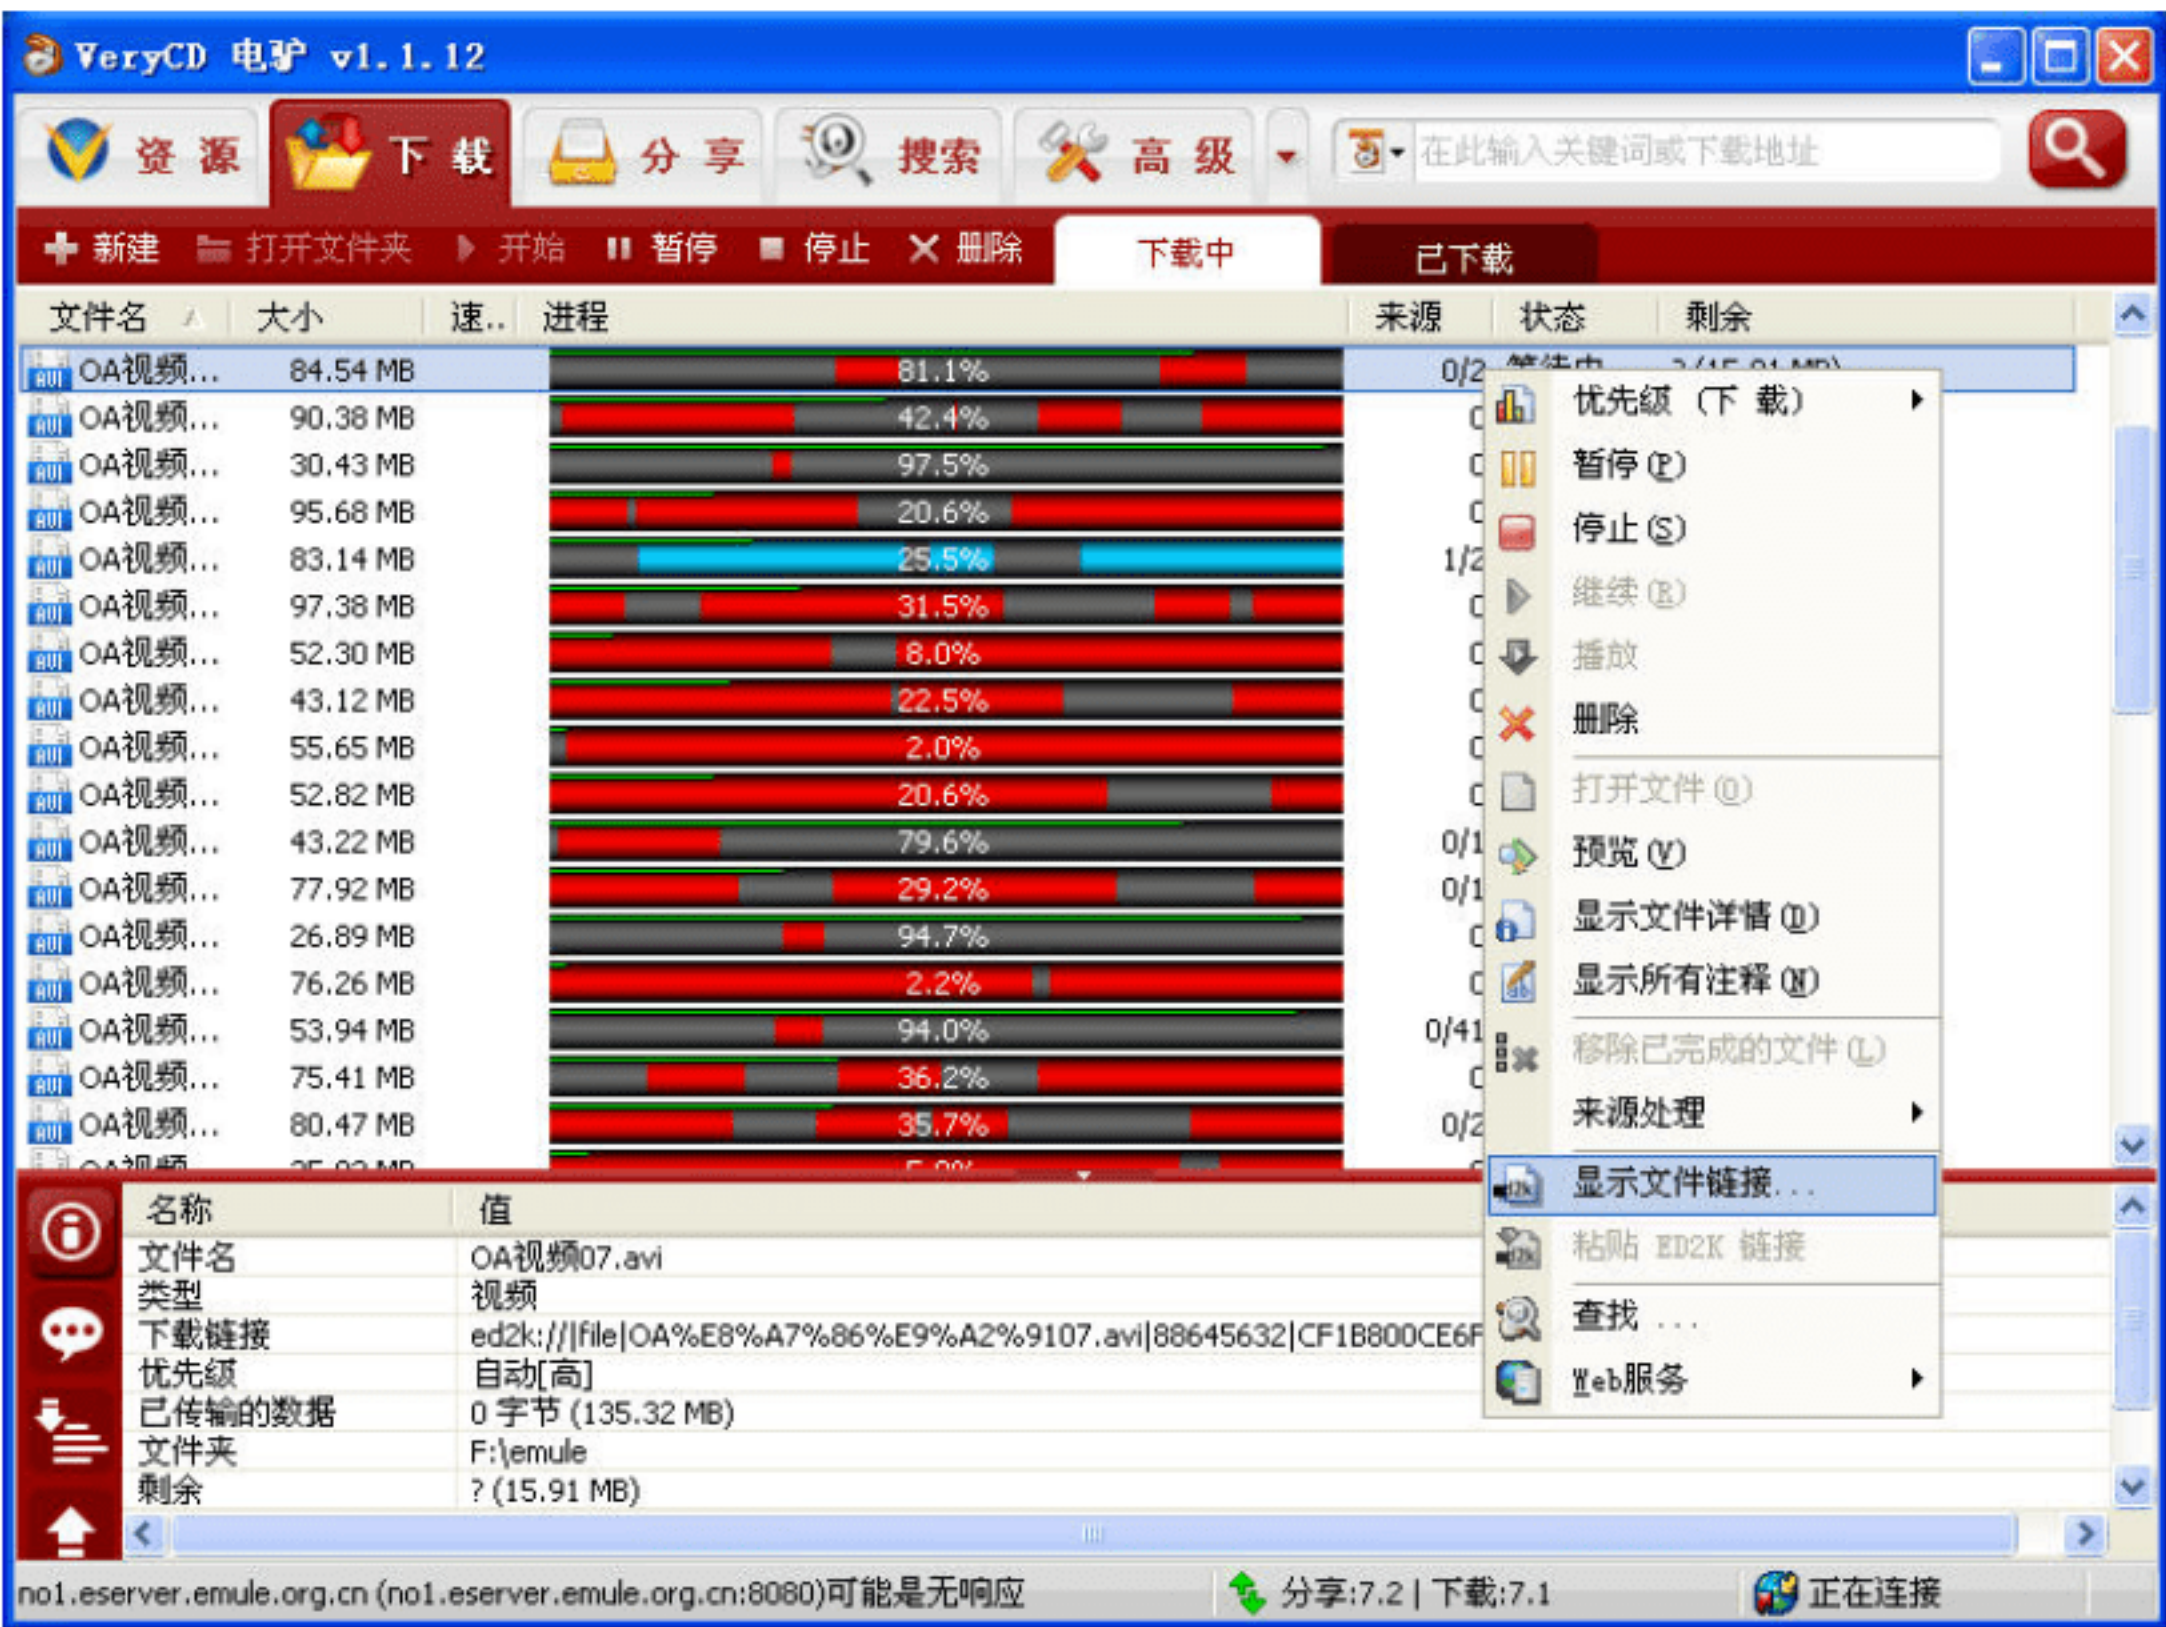 VeryCD 电驴 v1.1.12
资 源 下 载 分 享 搜索 高 级 在此输入关键词或下载地址
新建 打开文件夹 开始 暂停 停止 删除 下载中 已下载
文件名 大小 速.. 进程 来源 状态 剩余
OA视频... 84.54 MB 81.1% 0/2 等待中 ? (15.91 MB)
OA视频... 90.38 MB 42.4%
OA视频... 30.43 MB 97.5%
OA视频... 95.68 MB 20.6%
OA视频... 83.14 MB 25.5% 1/2
OA视频... 97.38 MB 31.5%
OA视频... 52.30 MB 8.0%
OA视频... 43.12 MB 22.5%
OA视频... 55.65 MB 2.0%
OA视频... 52.82 MB 20.6%
OA视频... 43.22 MB 79.6% 0/1
OA视频... 77.92 MB 29.2% 0/1
OA视频... 26.89 MB 94.7%
OA视频... 76.26 MB 2.2%
OA视频... 53.94 MB 94.0% 0/41
OA视频... 75.41 MB 36.2%
OA视频... 80.47 MB 35.7% 0/2
优先级（下 载）
暂停(P)
停止(S)
继续(R)
播放
删除
打开文件(O)
预览(V)
显示文件详情(D)
显示所有注释(N)
移除已完成的文件(L)
来源处理
显示文件链接...
粘贴 ED2K 链接
查找 ...
Web服务
名称 值
文件名 OA视频07.avi
类型 视频
下载链接 ed2k://|file|OA%E8%A7%86%E9%A2%9107.avi|88645632|CF1B800CE6F
优先级 自动[高]
已传输的数据 0 字节 (135.32 MB)
文件夹 F:\emule
剩余 ? (15.91 MB)
no1.eserver.emule.org.cn (no1.eserver.emule.org.cn:8080)可能是无响应 分享:7.2 | 下载:7.1 正在连接